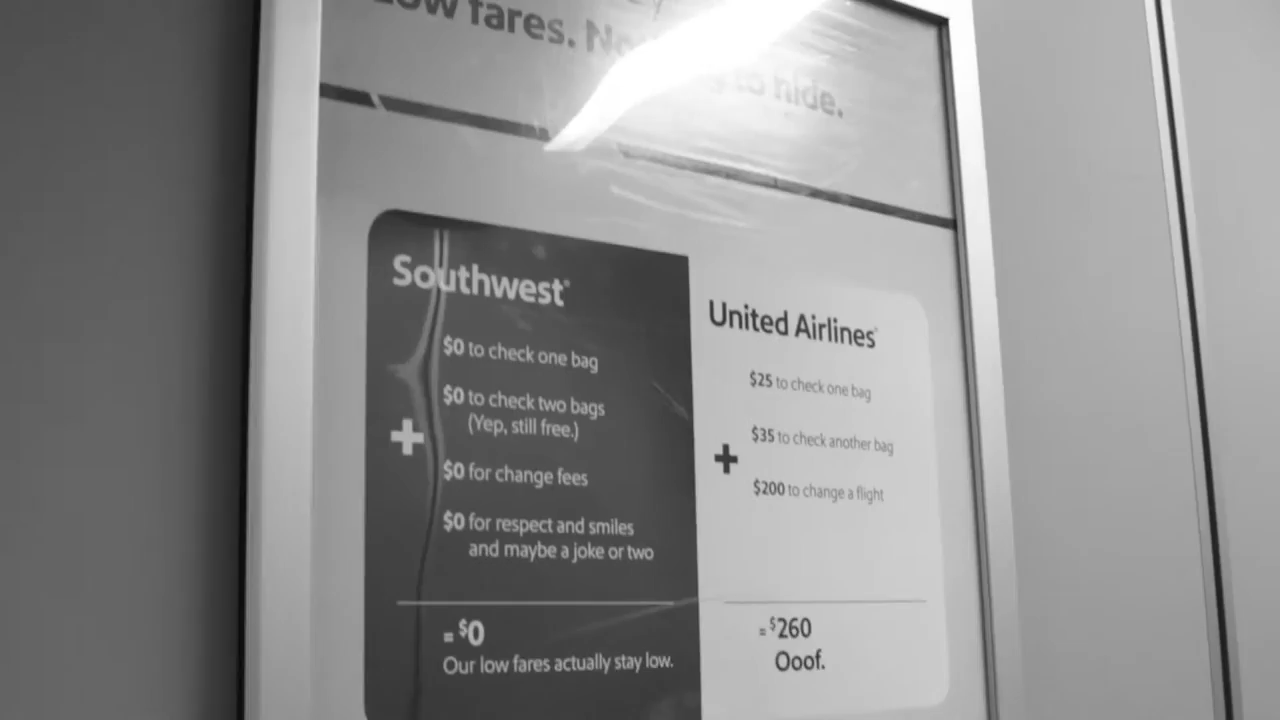 Low fares. No
to hide.
Southwest®
$0 to check one bag
$0 to check two bags
(Yep, still free.)
+
$0 for change fees
$0 for respect and smiles
and maybe a joke or two
= $0
Our low fares actually stay low.
United Airlines®
$25 to check one bag
$35 to check another bag
+
$200 to change a flight
= $260
Ooof.